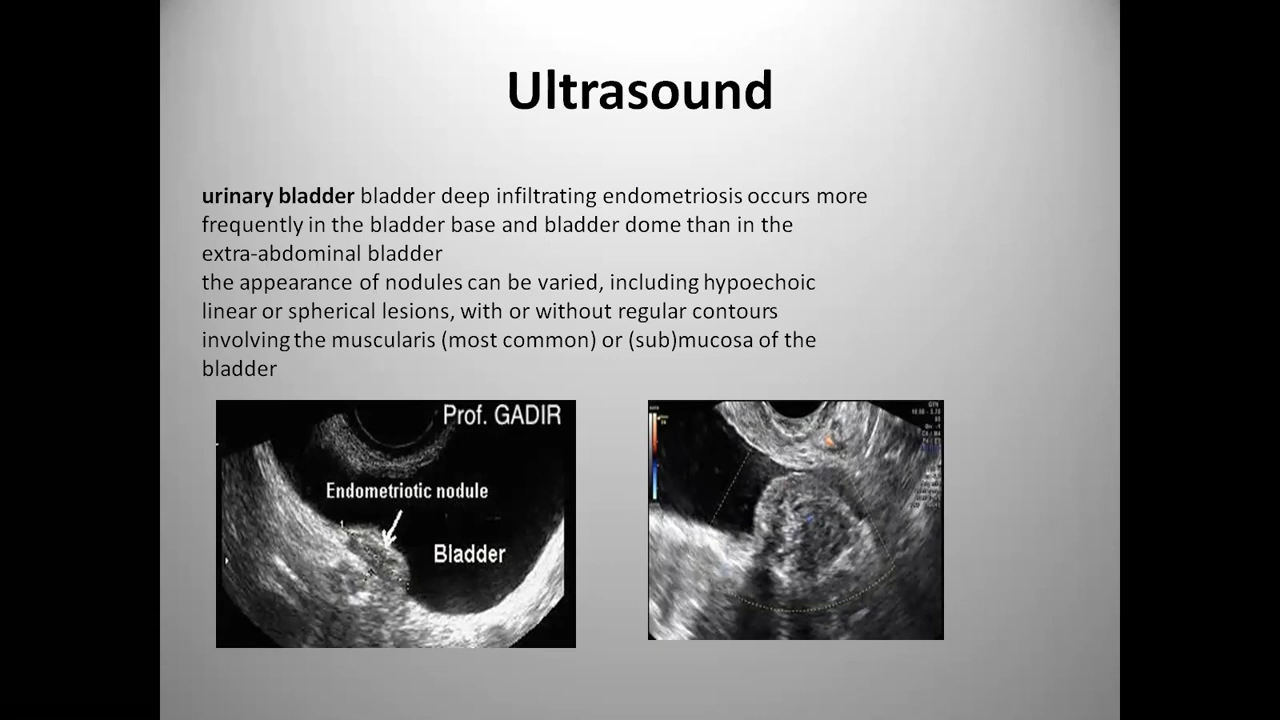 Ultrasound
urinary bladder bladder deep infiltrating endometriosis occurs more
frequently in the bladder base and bladder dome than in the
extra-abdominal bladder
the appearance of nodules can be varied, including hypoechoic
linear or spherical lesions, with or without regular contours
involving the muscularis (most common) or (sub)mucosa of the
bladder
Prof. GADIR
Endometriotic nodule
Bladder